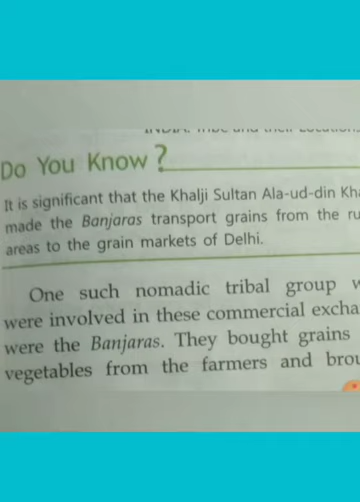 Do You Know ?
It is significant that the Khalji Sultan Ala-ud-din Kha
made the Banjaras transport grains from the ru
areas to the grain markets of Delhi.
One such nomadic tribal group w
were involved in these commercial excha
were the Banjaras. They bought grains
vegetables from the farmers and brou